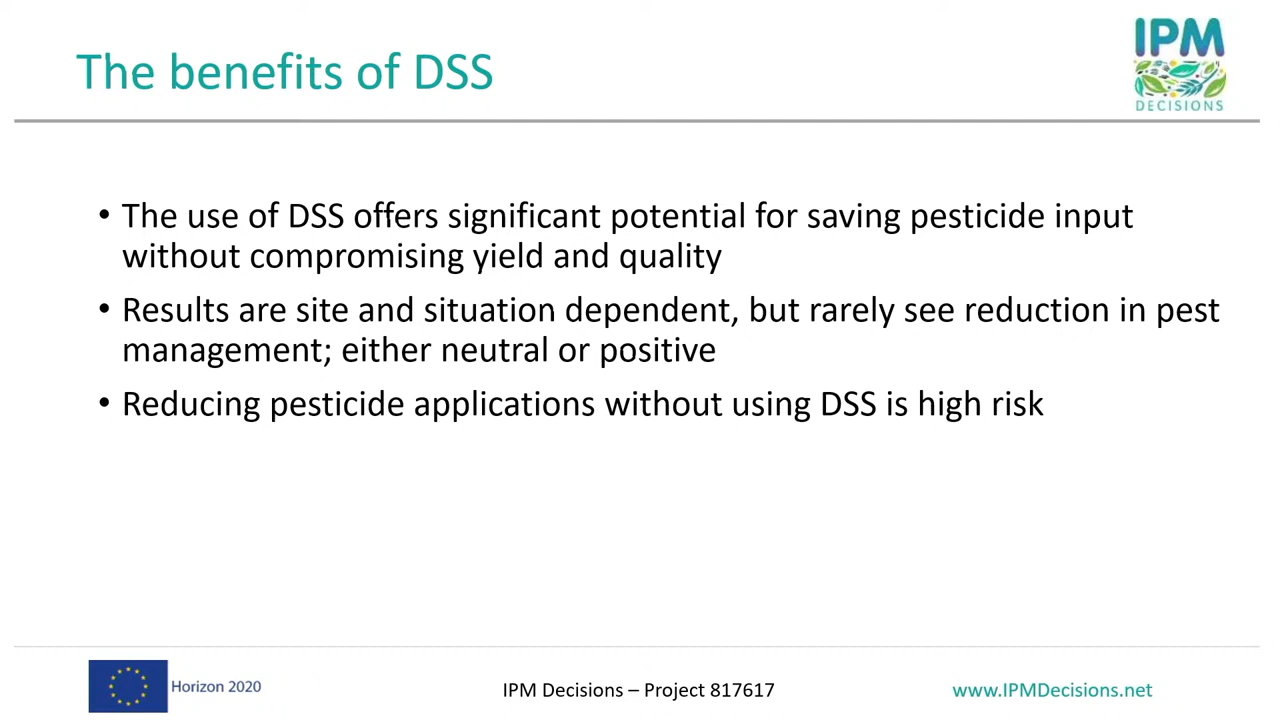 The benefits of DSS
IPM
DECISIONS
• The use of DSS offers significant potential for saving pesticide input
without compromising yield and quality
• Results are site and situation dependent, but rarely see reduction in pest
management; either neutral or positive
• Reducing pesticide applications without using DSS is high risk
Horizon 2020
IPM Decisions – Project 817617
www.IPMDecisions.net